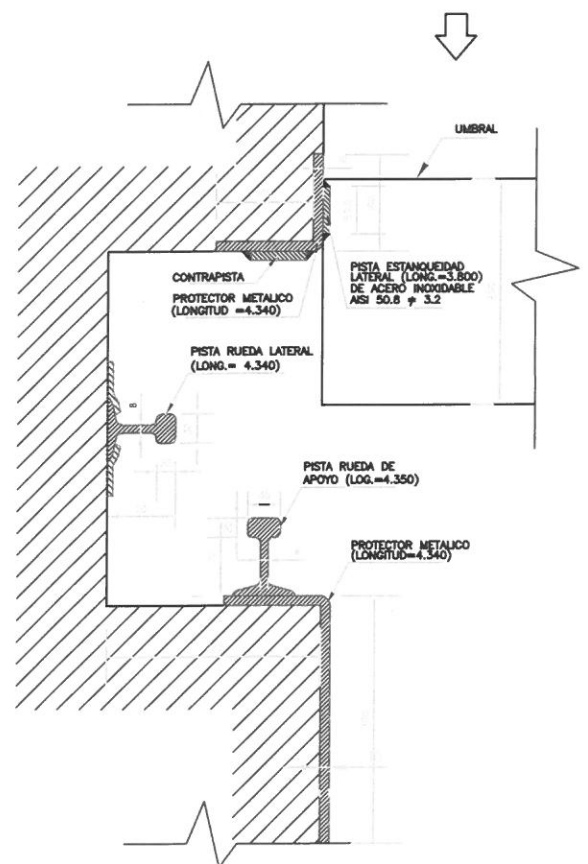 UMBRAL
PISTA ESTANQUEIDAD
LATERAL (LONG.=3.800)
DE ACERO INOXIDABLE
AISI 50.8 ≠ 3.2
CONTRAPISTA
PROTECTOR METALICO
(LONGITUD =4.340)
PISTA RUEDA LATERAL
(LONG.= 4.340)
B
PISTA RUEDA DE
APOYO (LOG.=4.350)
PROTECTOR METALICO
(LONGITUD=4.340)